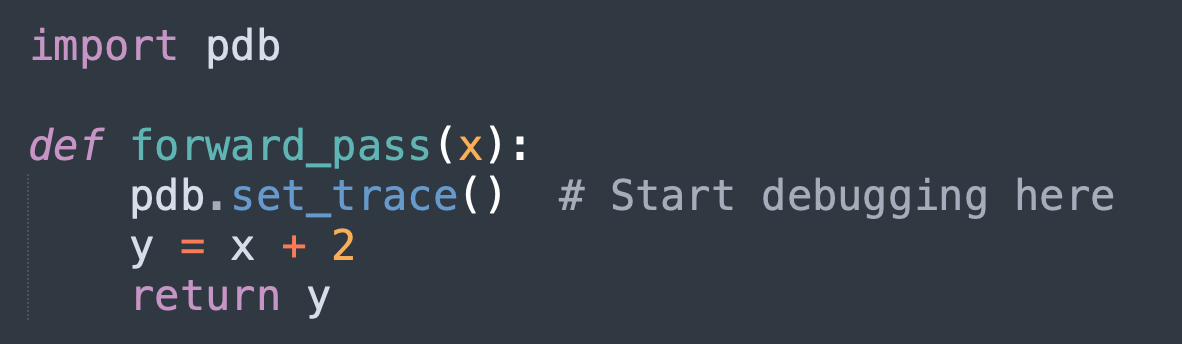 import pdb

def forward_pass(x):
    pdb.set_trace()  # Start debugging here
    y = x + 2
    return y